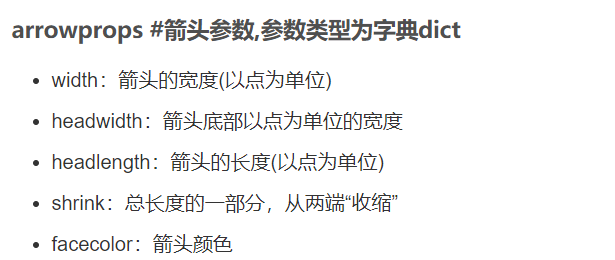 arrowprops #箭头参数,参数类型为字典dict
• width：箭头的宽度(以点为单位)
• headwidth：箭头底部以点为单位的宽度
• headlength：箭头的长度(以点为单位)
• shrink：总长度的一部分，从两端“收缩”
• facecolor：箭头颜色